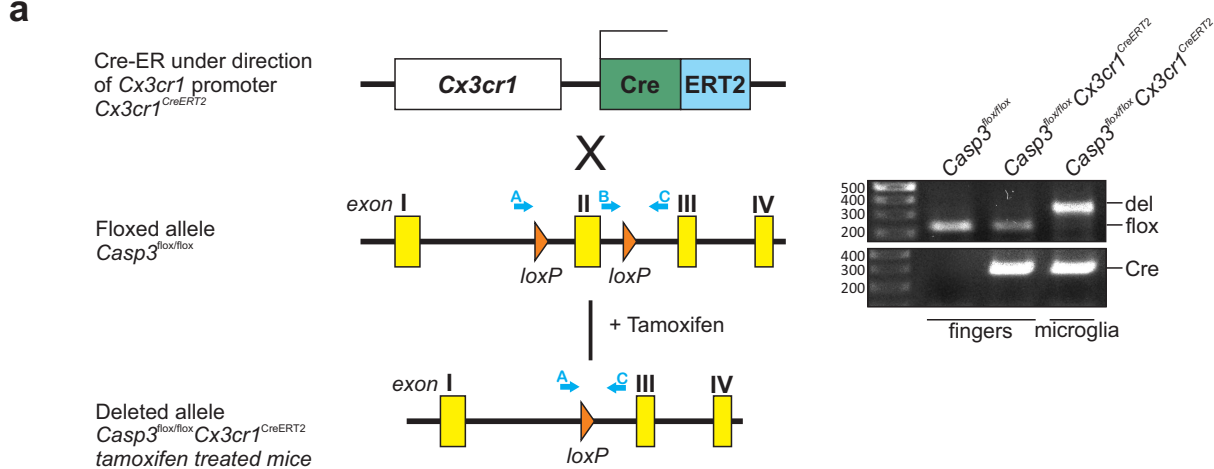 a
Cre-ER under direction
of Cx3cr1 promoter
Cx3cr1CreERT2
Cx3cr1
Cre
ERT2
X
Floxed allele
Casp3flox/flox
exon I
II
III
IV
A
B
C
loxP
loxP
+ Tamoxifen
Deleted allele
Casp3flox/floxCx3cr1CreERT2
tamoxifen treated mice
exon I
III
IV
A
C
loxP
Casp3flox/flox
Casp3flox/flox Cx3cr1CreERT2
Casp3flox/flox Cx3cr1CreERT2
500
400
300
200
del
flox
400
300
200
Cre
fingers
microglia